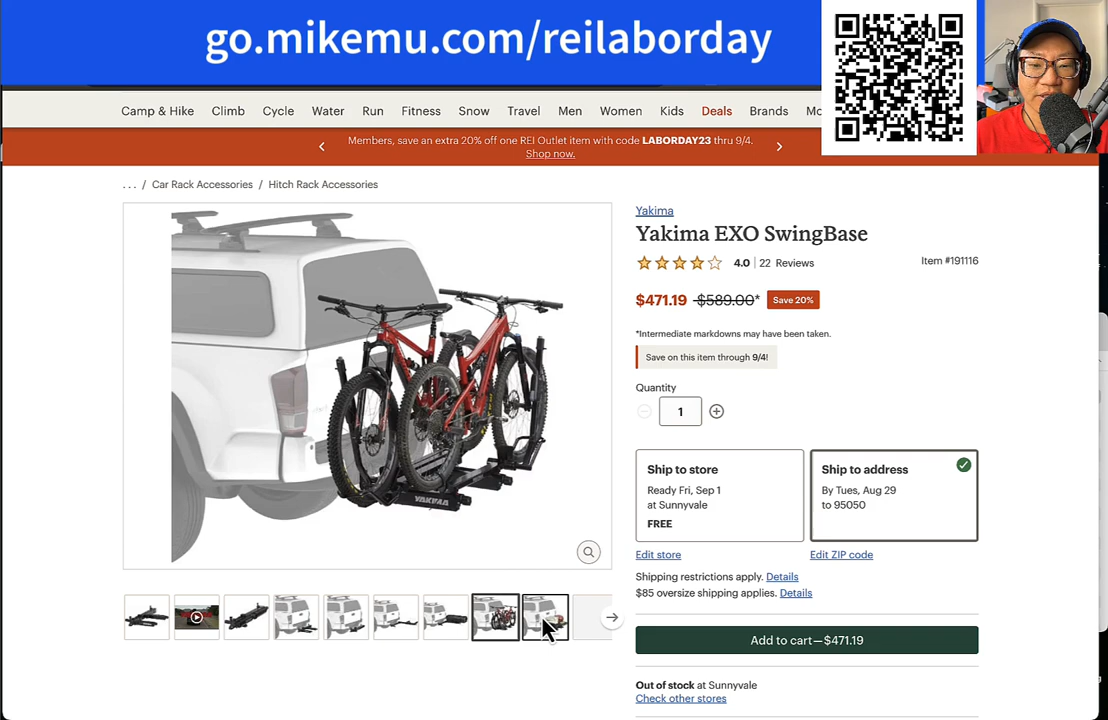 go.mikemu.com/reilaborday
Camp & Hike Climb Cycle Water Run Fitness Snow Travel Men Women Kids Deals Brands Mo
Members, save an extra 20% off one REI Outlet item with code LABORDAY23 thru 9/4.
Shop now.
. . . / Car Rack Accessories / Hitch Rack Accessories
Yakima
Yakima EXO SwingBase
4.0 | 22 Reviews
Item #191116
$471.19 $589.00* Save 20%
*Intermediate markdowns may have been taken.
Save on this item through 9/4!
Quantity
1
Ship to store
Ready Fri, Sep 1
at Sunnyvale
FREE
Ship to address
By Tues, Aug 29
to 95050
Edit store
Edit ZIP code
Shipping restrictions apply. Details
$85 oversize shipping applies. Details
Add to cart—$471.19
Out of stock at Sunnyvale
Check other stores
YAKIMA